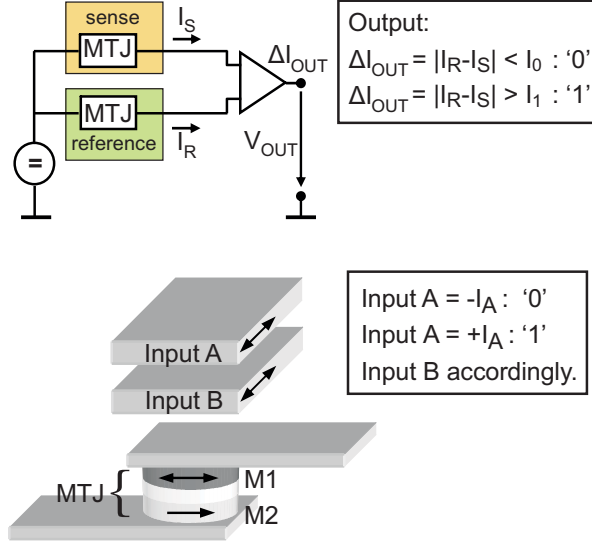 sense
MTJ
I_S
ΔI_OUT
MTJ
reference
I_R
V_OUT
=
Output:
ΔI_OUT = |I_R-I_S| < I_0 : ‘0’
ΔI_OUT = |I_R-I_S| > I_1 : ‘1’
Input A
Input B
MTJ
M1
M2
Input A = -I_A : ‘0’
Input A = +I_A : ‘1’
Input B accordingly.